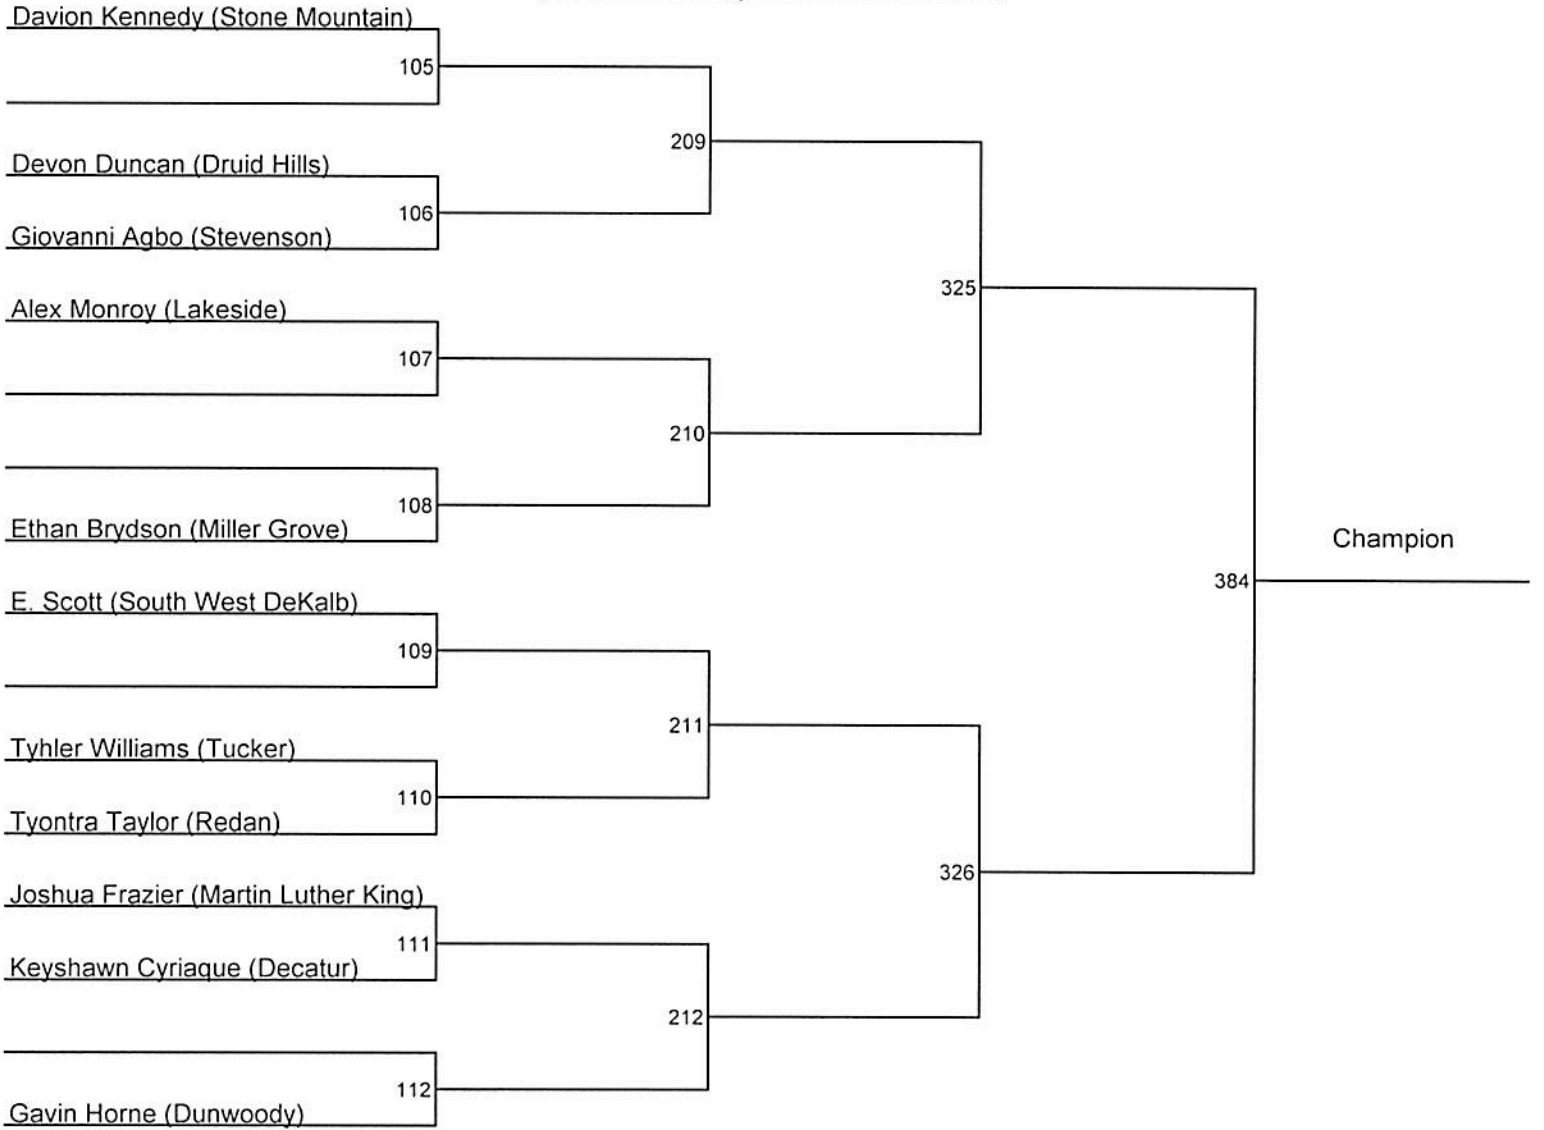 Davion Kennedy (Stone Mountain)
105
209
Devon Duncan (Druid Hills)
106
Giovanni Agbo (Stevenson)
325
Alex Monroy (Lakeside)
107
210
108
Ethan Brydson (Miller Grove)
Champion
384
E. Scott (South West DeKalb)
109
211
Tyhler Williams (Tucker)
110
Tyontra Taylor (Redan)
326
Joshua Frazier (Martin Luther King)
111
Keyshawn Cyriaque (Decatur)
212
112
Gavin Horne (Dunwoody)